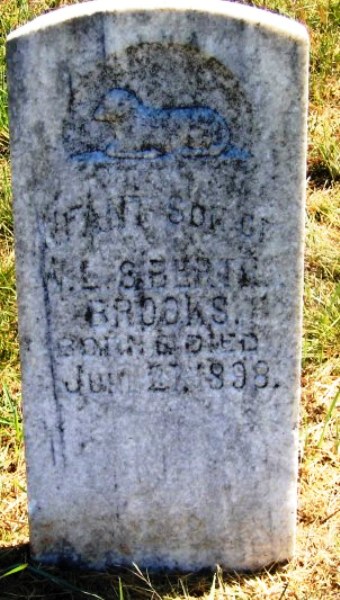 INFANT SON OF
W.L. & BERTIE
BROOKS.
BORN & DIED
JUN 27, 1898.